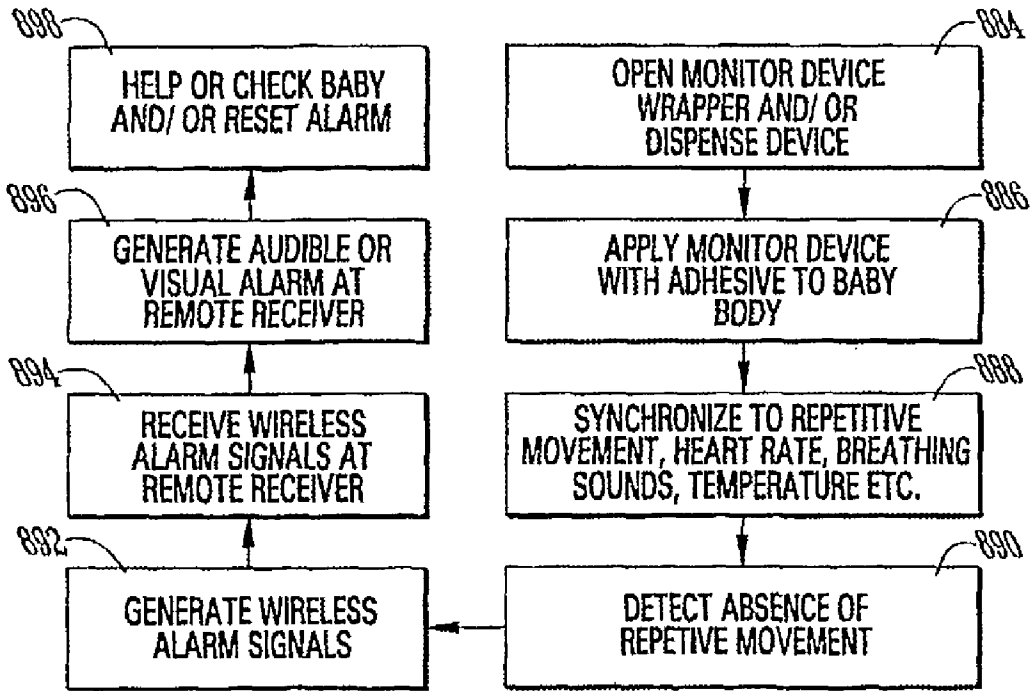 898
HELP OR CHECK BABY
AND/ OR RESET ALARM
884
OPEN MONITOR DEVICE
WRAPPER AND/ OR
DISPENSE DEVICE
896
GENERATE AUDIBLE OR
VISUAL ALARM AT
REMOTE RECEIVER
886
APPLY MONITOR DEVICE
WITH ADHESIVE TO BABY
BODY
894
RECEIVE WIRELESS
ALARM SIGNALS AT
REMOTE RECEIVER
888
SYNCHRONIZE TO REPETITIVE
MOVEMENT, HEART RATE, BREATHING
SOUNDS, TEMPERATURE ETC.
892
GENERATE WIRELESS
ALARM SIGNALS
890
DETECT ABSENCE OF
REPETIVE MOVEMENT